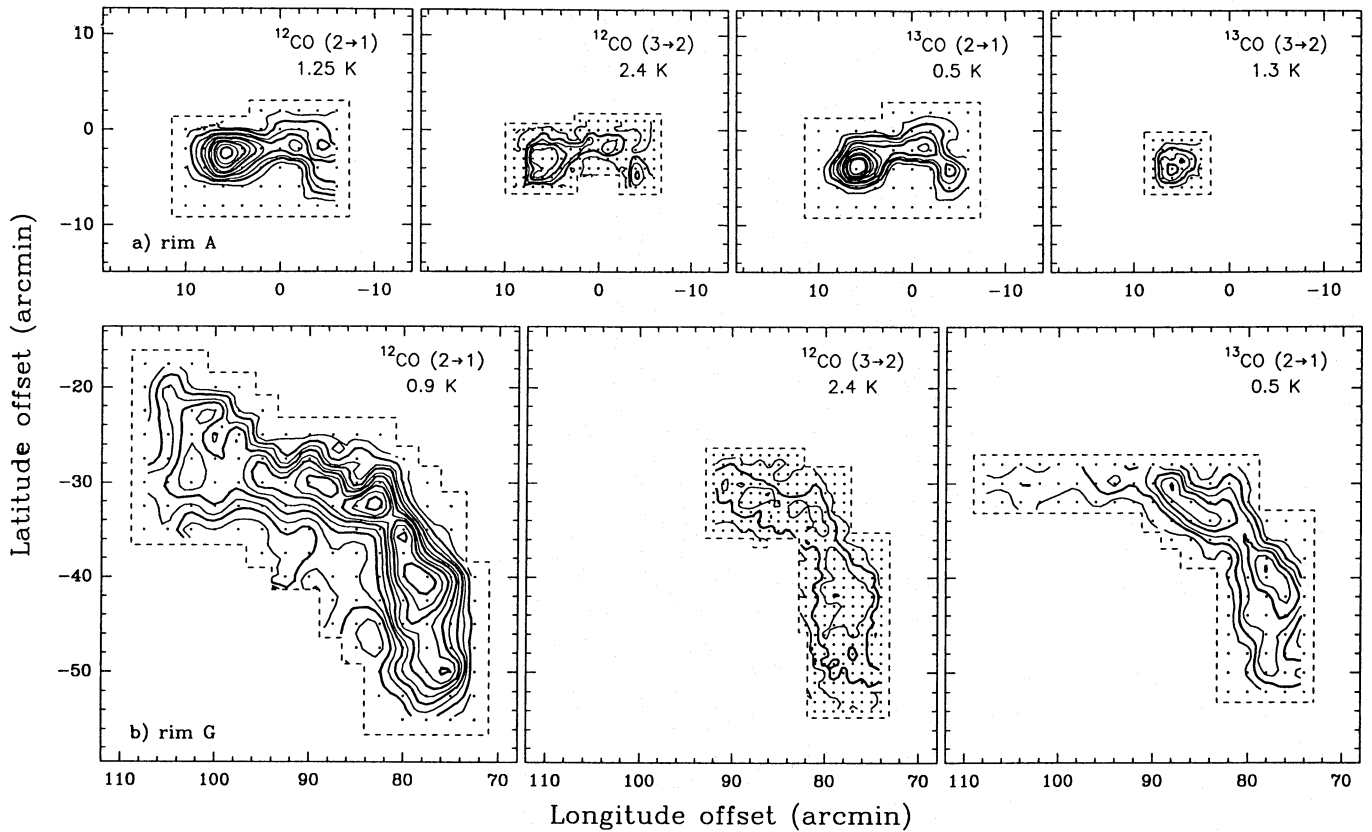 ¹²CO (2→1)
1.25 K
¹²CO (3→2)
2.4 K
¹³CO (2→1)
0.5 K
¹³CO (3→2)
1.3 K
10
0
−10
a) rim A
10 0 −10
10 0 −10
10 0 −10
10 0 −10
Latitude offset (arcmin)
¹²CO (2→1)
0.9 K
¹²CO (3→2)
2.4 K
¹³CO (2→1)
0.5 K
−20
−30
−40
−50
b) rim G
110 100 90 80 70
110 100 90 80 70
110 100 90 80 70
Longitude offset (arcmin)